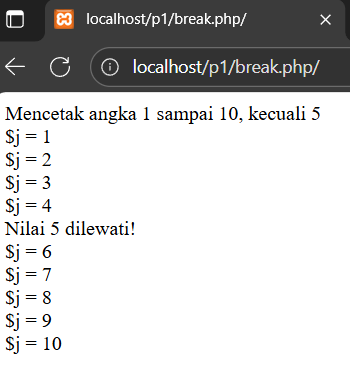 localhost/p1/break.php/
localhost/p1/break.php/
Mencetak angka 1 sampai 10, kecuali 5
$j = 1
$j = 2
$j = 3
$j = 4
Nilai 5 dilewati!
$j = 6
$j = 7
$j = 8
$j = 9
$j = 10